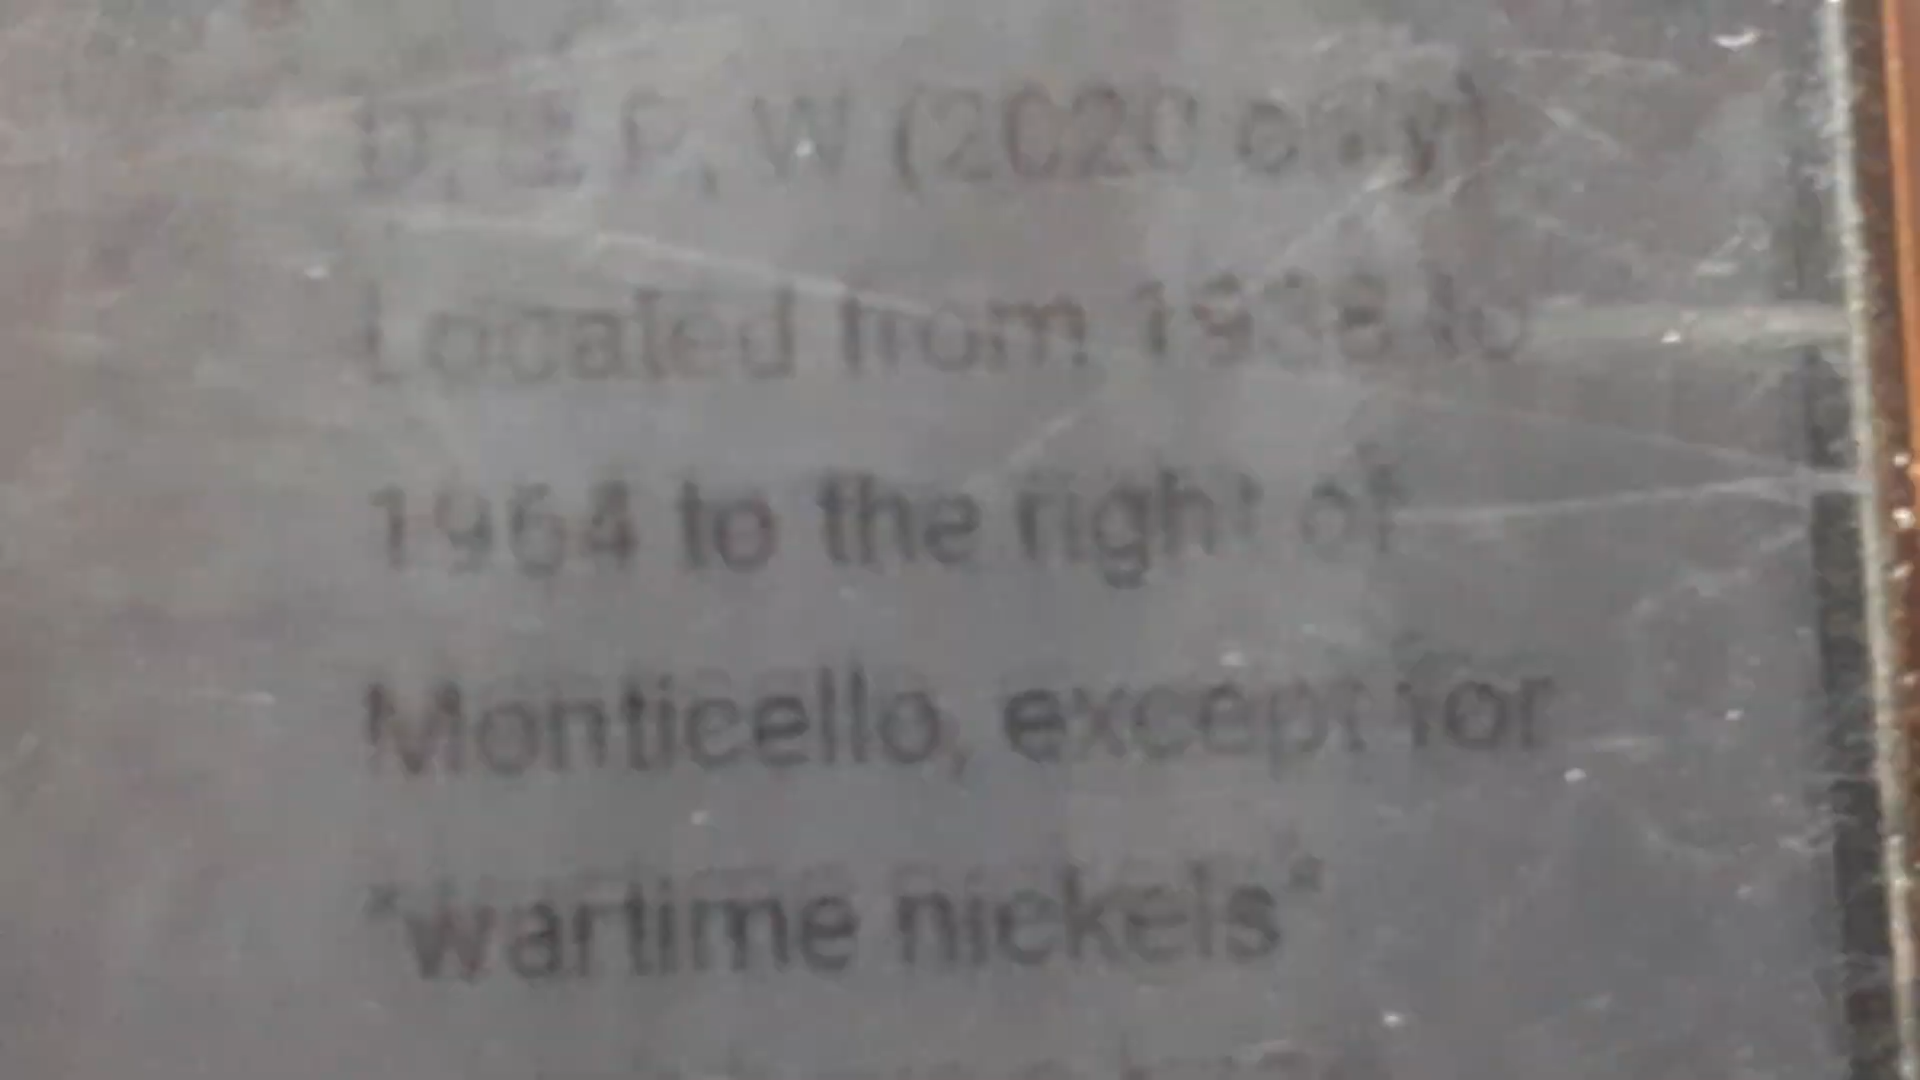 D, S, P, W (2020 only)
Located from 1938 to
1964 to the right of
Monticello, except for
"wartime nickels"